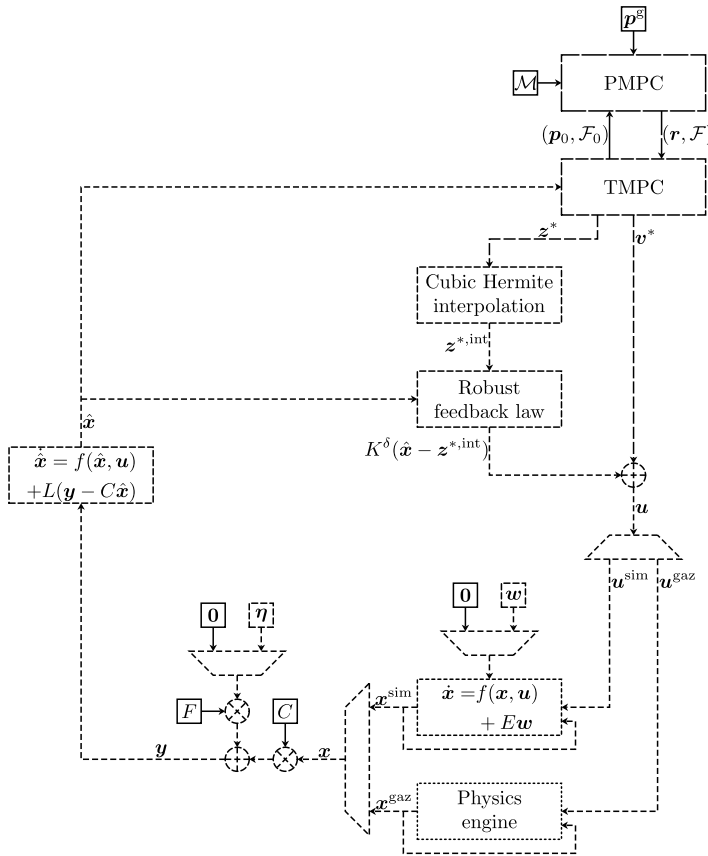 p^g
M
PMPC
(p_0, F_0)
(r, F)
TMPC
z^*
v^*
Cubic Hermite
interpolation
z^{*,int}
Robust
feedback law
x̂
K^δ(x̂ − z^{*,int})
x̂̇ = f(x̂, u)
+L(y − Cx̂)
u
u^sim
u^gaz
0
w
0
η
ẋ = f(x, u)
+ Ew
x^sim
F
C
y
x
x^gaz
Physics
engine